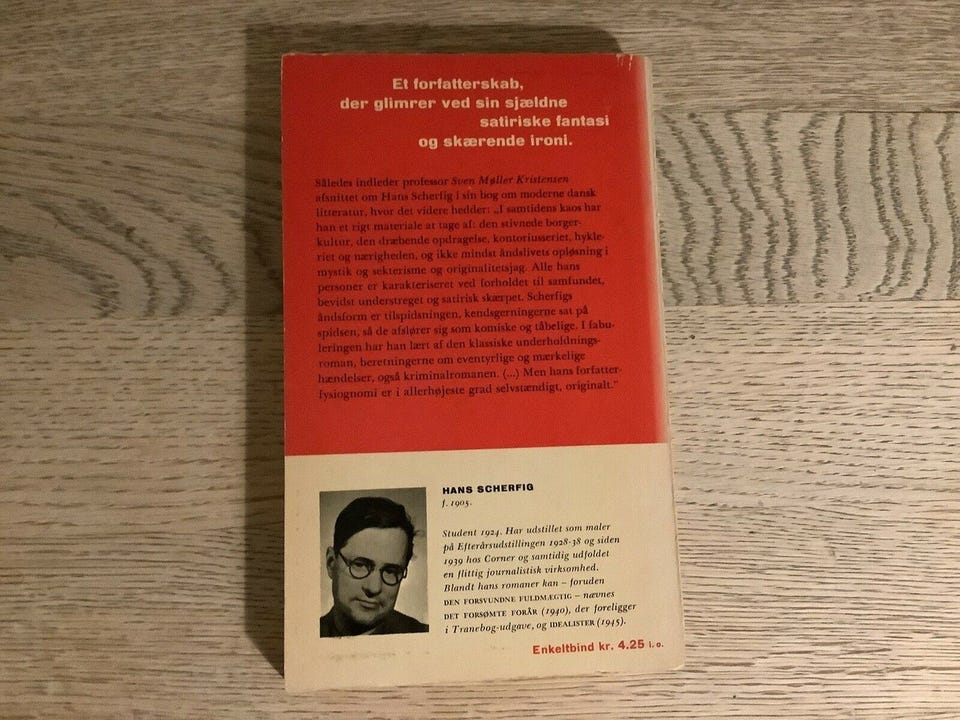 Et forfatterskab,
der glimrer ved sin sjældne
satiriske fantasi
og skærende ironi.
Således indleder professor Sven Møller Kristensen
afsnittet om Hans Scherfig i sin bog om moderne dansk
litteratur, hvor det videre hedder: „I samtidens kaos har
han et rigt materiale at tage af: den stivnede borger-
kultur, den dræbende opdragelse, kontoriusseriet, hykle-
riet og nærigheden, og ikke mindst åndslivets opløsning i
mystik og sekterisme og originalitetsjag. Alle hans
personer er karakteriseret ved forholdet til samfundet,
bevidst understreget og satirisk skærpet. Scherfigs
åndsform er tilspidsningen, kendsgerningerne sat på
spidsen, så de afslører sig som komiske og tåbelige. I fabu-
leringen har han lært af den klassiske underholdnings-
roman, beretningerne om eventyrlige og mærkelige
hændelser, også kriminalromanen. (...) Men hans forfatter-
fysiognomi er i allerhøjeste grad selvstændigt, originalt."
HANS SCHERFIG
f. 1905.
Student 1924. Har udstillet som maler
på Efterårsudstillingen 1928-38 og siden
1939 hos Corner og samtidig udfoldet
en flittig journalistisk virksomhed.
Blandt hans romaner kan – foruden
DEN FORSVUNDNE FULDMÆGTIG – nævnes
DET FORSØMTE FORÅR (1940), der foreligger
i Tranebog-udgave, og IDEALISTER (1945).
Enkeltbind kr. 4.25 i. o.